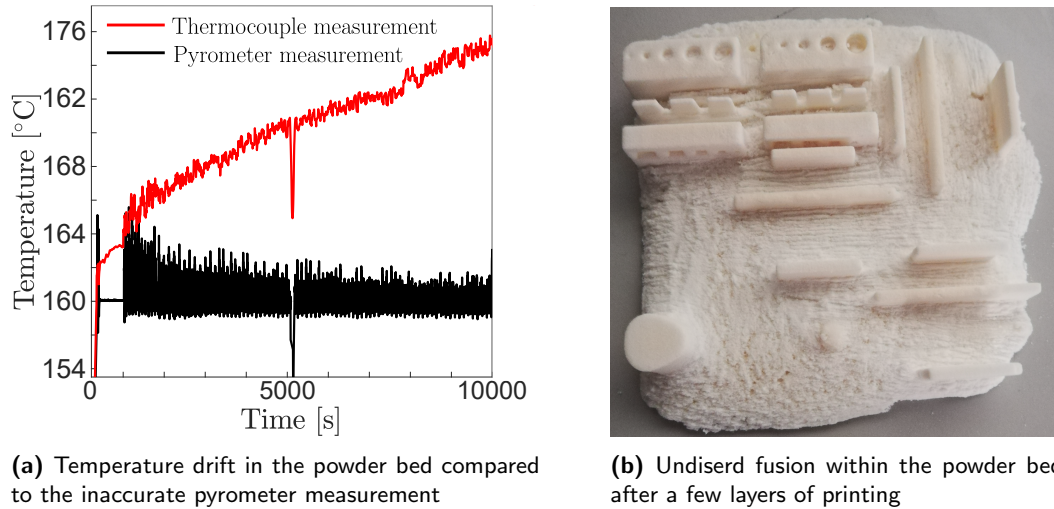 176
Thermocouple measurement
Pyrometer measurement
162
168
164
160
154
Temperature [°C]
0 5000 10000
Time [s]
(a) Temperature drift in the powder bed compared
to the inaccurate pyrometer measurement
(b) Undiserd fusion within the powder bed
after a few layers of printing